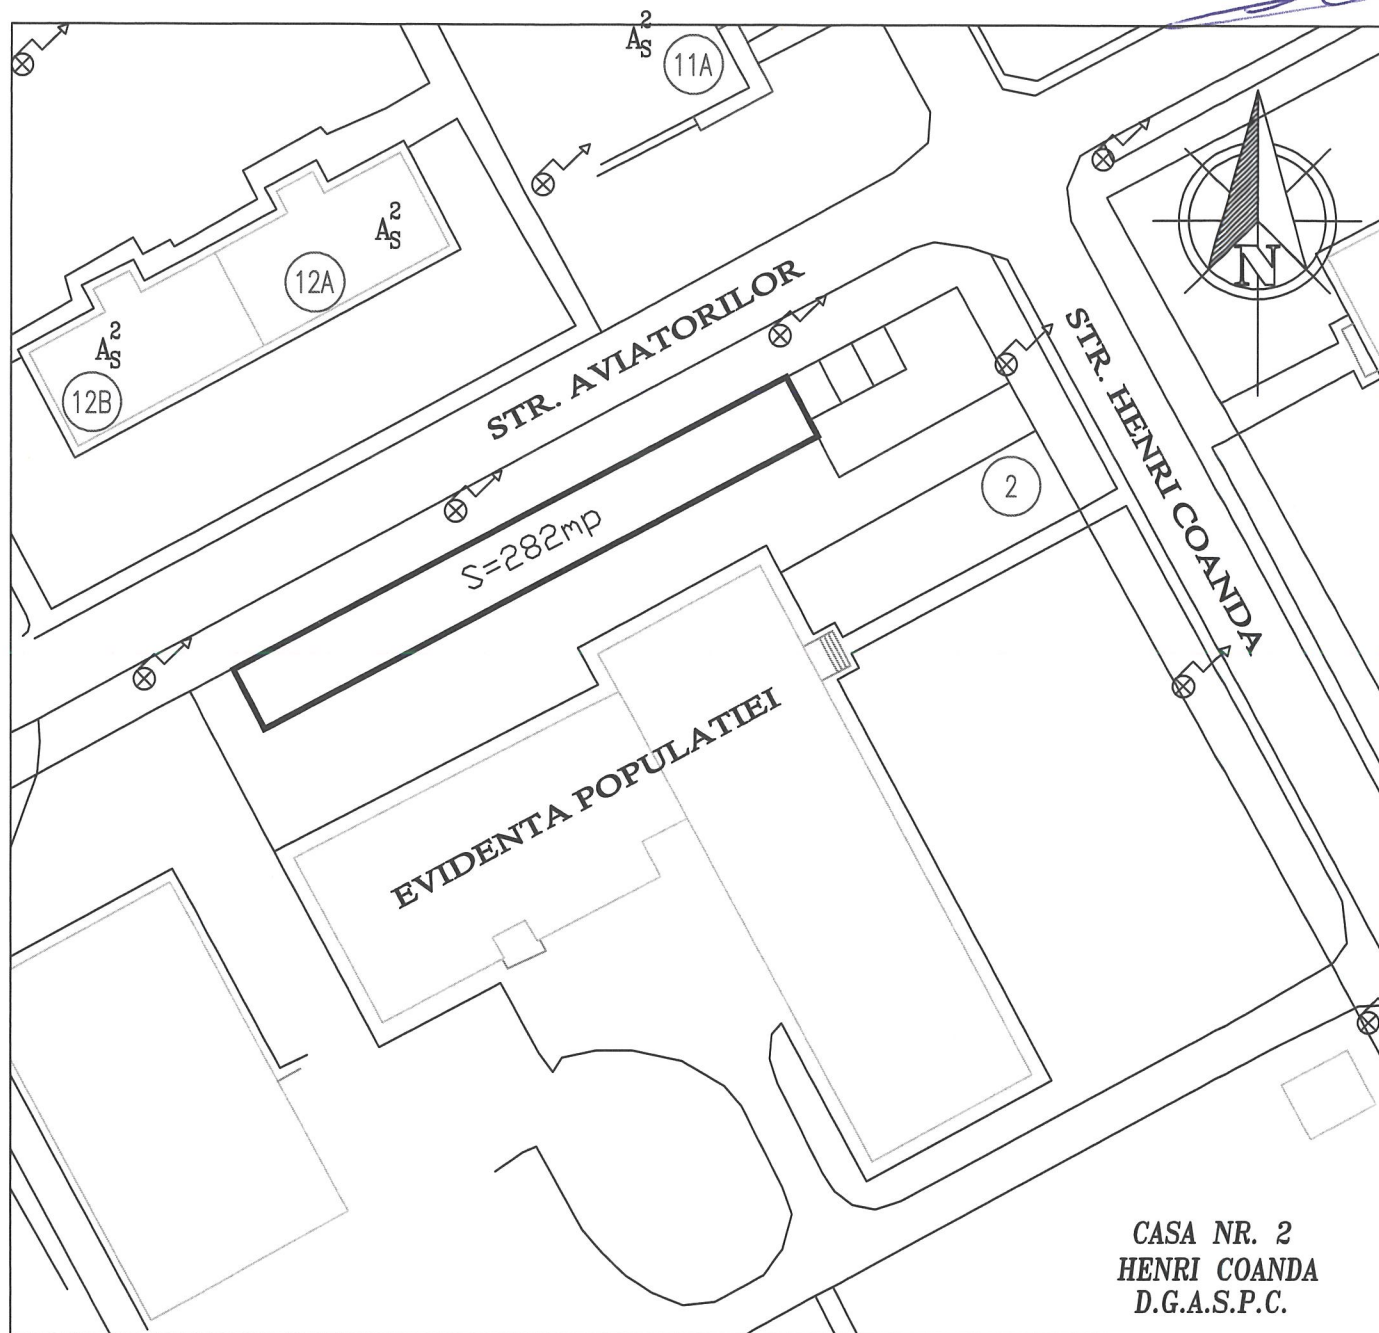 A²S
11A
A²S
12A
A²S
12B
N
STR. AVIATORILOR
STR. HENRI COANDA
S=282mp
2
EVIDENTA POPULATIEI
CASA NR. 2
HENRI COANDA
D.G.A.S.P.C.